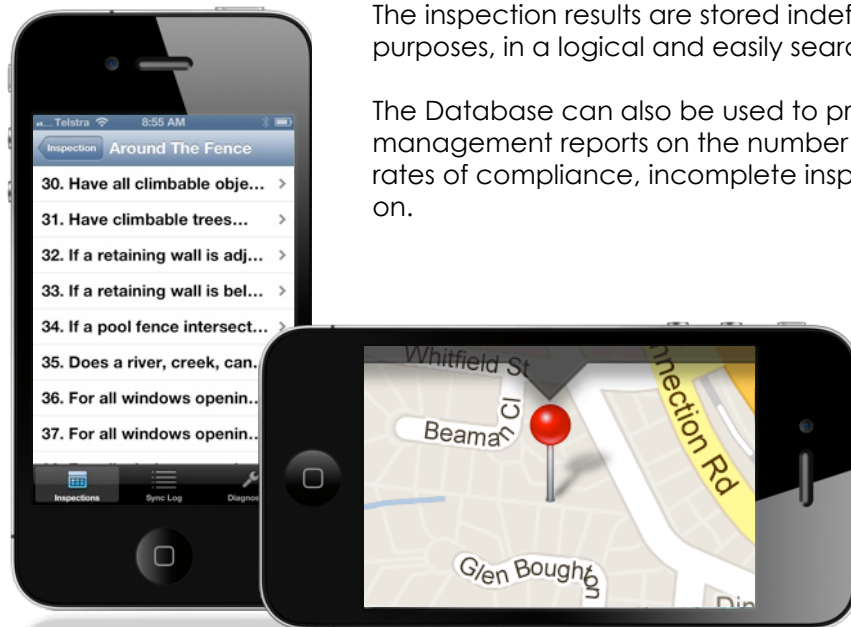 The inspection results are stored indef
purposes, in a logical and easily searc
The Database can also be used to pr
management reports on the number
rates of compliance, incomplete insp
on.
Telstra 8:55 AM
Inspection Around The Fence
30. Have all climbable obje...
31. Have climbable trees...
32. If a retaining wall is adj...
33. If a retaining wall is bel...
34. If a pool fence intersect...
35. Does a river, creek, can..
36. For all windows openin..
37. For all windows openin..
Inspections Sync Log Diagnos
Whitfield St
Beaman Cl
nnection Rd
Glen Boughton
Din